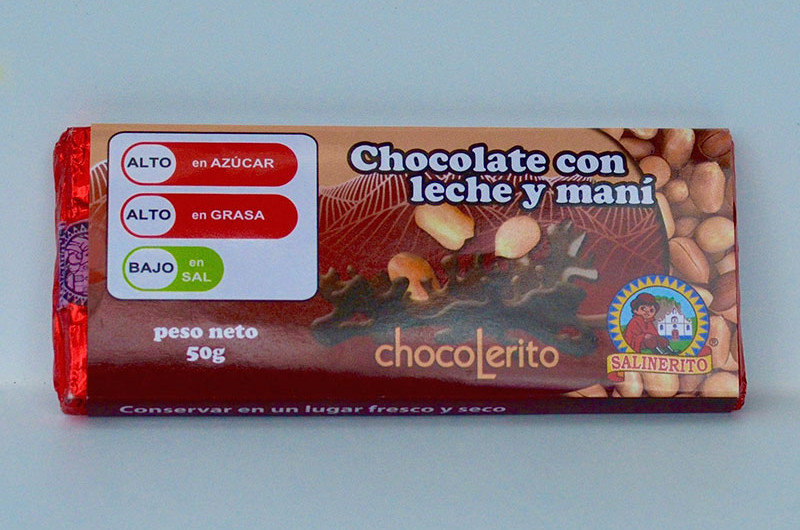 ALTO en AZÚCAR
ALTO en GRASA
BAJO en
SAL
peso neto
50g
Chocolate con
leche y maní
chocoLerito
SALINERITO ®
Conservar en un lugar fresco y seco